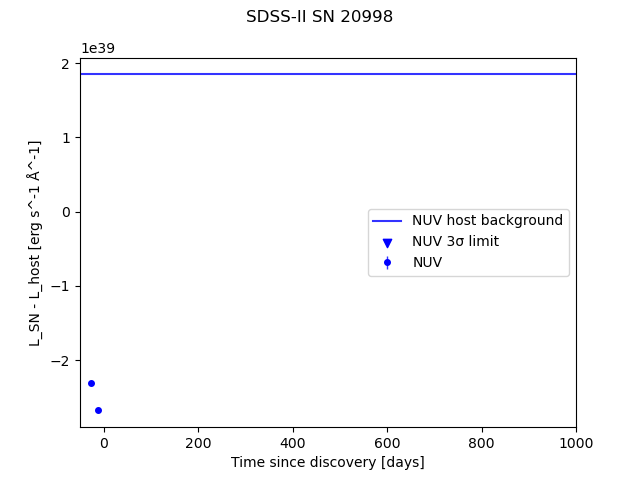 SDSS-II SN 20998
1e39
2
1
0
−1
−2
L_SN - L_host [erg s^-1 Å^-1]
NUV host background
NUV 3σ limit
NUV
0 200 400 600 800 1000
Time since discovery [days]